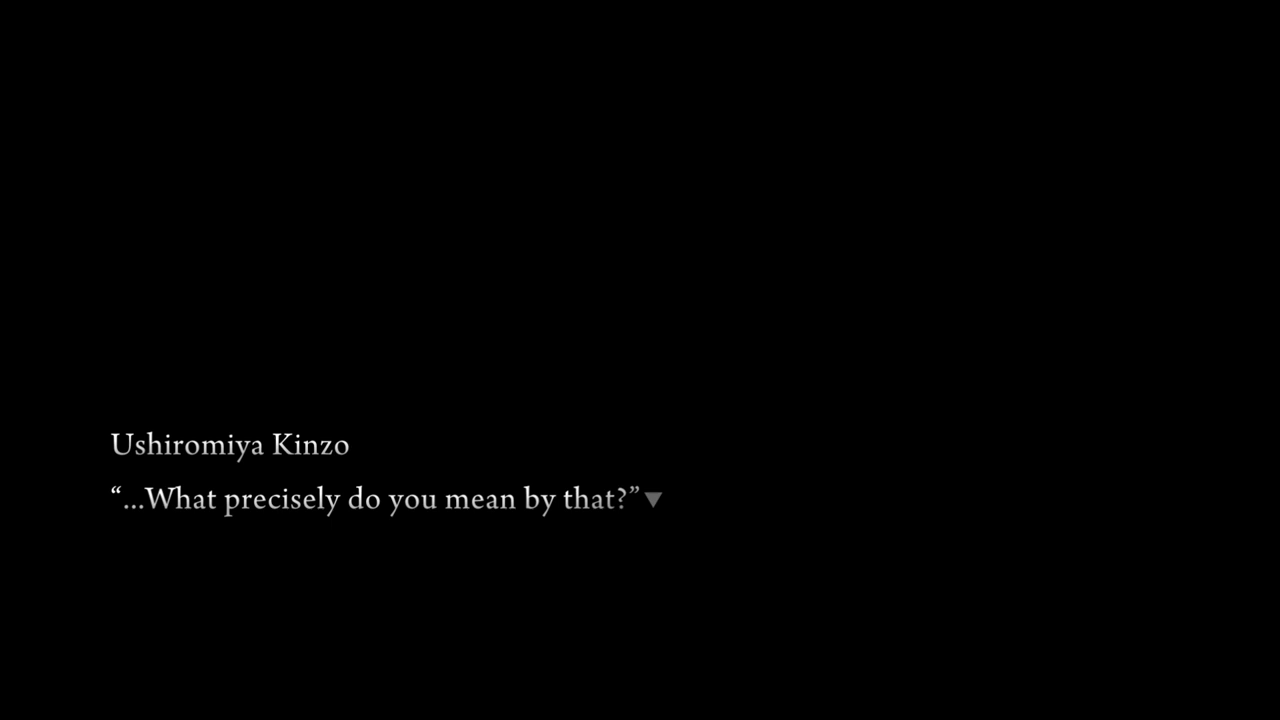 Ushiromiya Kinzo
“...What precisely do you mean by that?”▼